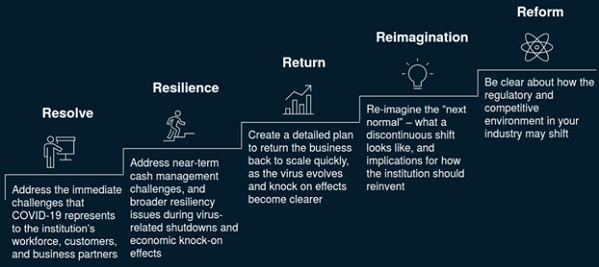 Resolve
Address the immediate
challenges that
COVID-19 represents
to the institution's
workforce, customers,
and business partners
Resilience
Address near-term
cash management
challenges, and
broader resiliency
issues during virus-
related shutdowns and
economic knock-on
effects
Return
Create a detailed plan
to return the business
back to scale quickly,
as the virus evolves
and knock on effects
become clearer
Reimagination
Re-imagine the “next
normal” – what a
discontinuous shift
looks like, and
implications for how
the institution should
reinvent
Reform
Be clear about how the
regulatory and
competitive
environment in your
industry may shift